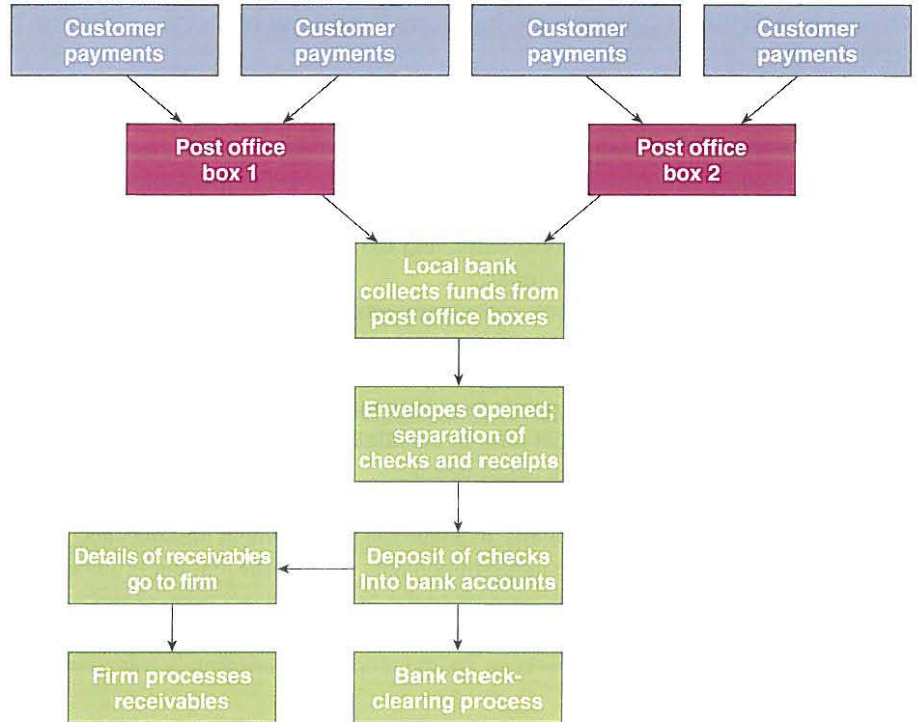 Customer
payments
Customer
payments
Customer
payments
Customer
payments
Post office
box 1
Post office
box 2
Local bank
collects funds from
post office boxes
Envelopes opened;
separation of
checks and receipts
Details of receivables
go to firm
Deposit of checks
Into bank accounts
Firm processes
receivables
Bank check-
clearing process